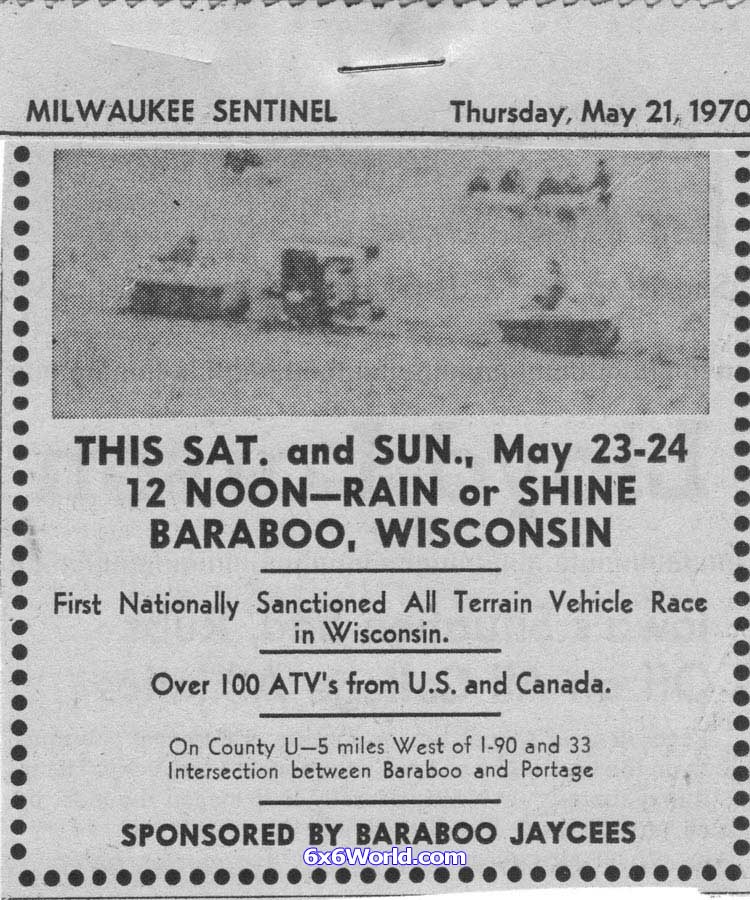 MILWAUKEE SENTINEL Thursday, May 21, 1970
THIS SAT. and SUN., May 23-24
12 NOON—RAIN or SHINE
BARABOO, WISCONSIN
First Nationally Sanctioned All Terrain Vehicle Race
in Wisconsin.
Over 100 ATV's from U.S. and Canada.
On County U—5 miles West of I-90 and 33
Intersection between Baraboo and Portage
SPONSORED BY BARABOO JAYCEES
6x6World.com